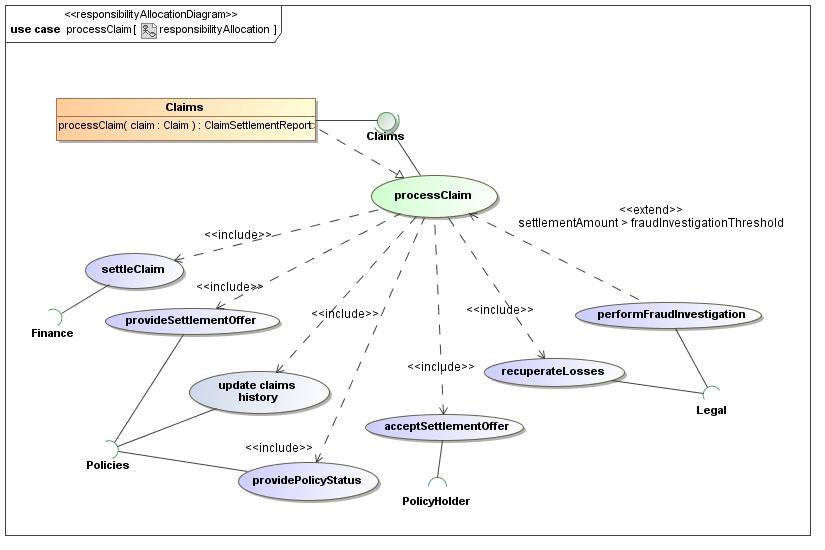 <<responsibilityAllocationDiagram>>
use case processClaim [ responsibilityAllocation ]
Claims
processClaim( claim : Claim ) : ClaimSettlementReport
Claims
processClaim
<<extend>>
settlementAmount > fraudInvestigationThreshold
<<include>>
settleClaim
<<include>>
Finance
provideSettlementOffer
<<include>>
<<include>>
performFraudInvestigation
<<include>>
recuperateLosses
update claims
history
Legal
acceptSettlementOffer
<<include>>
Policies
providePolicyStatus
PolicyHolder